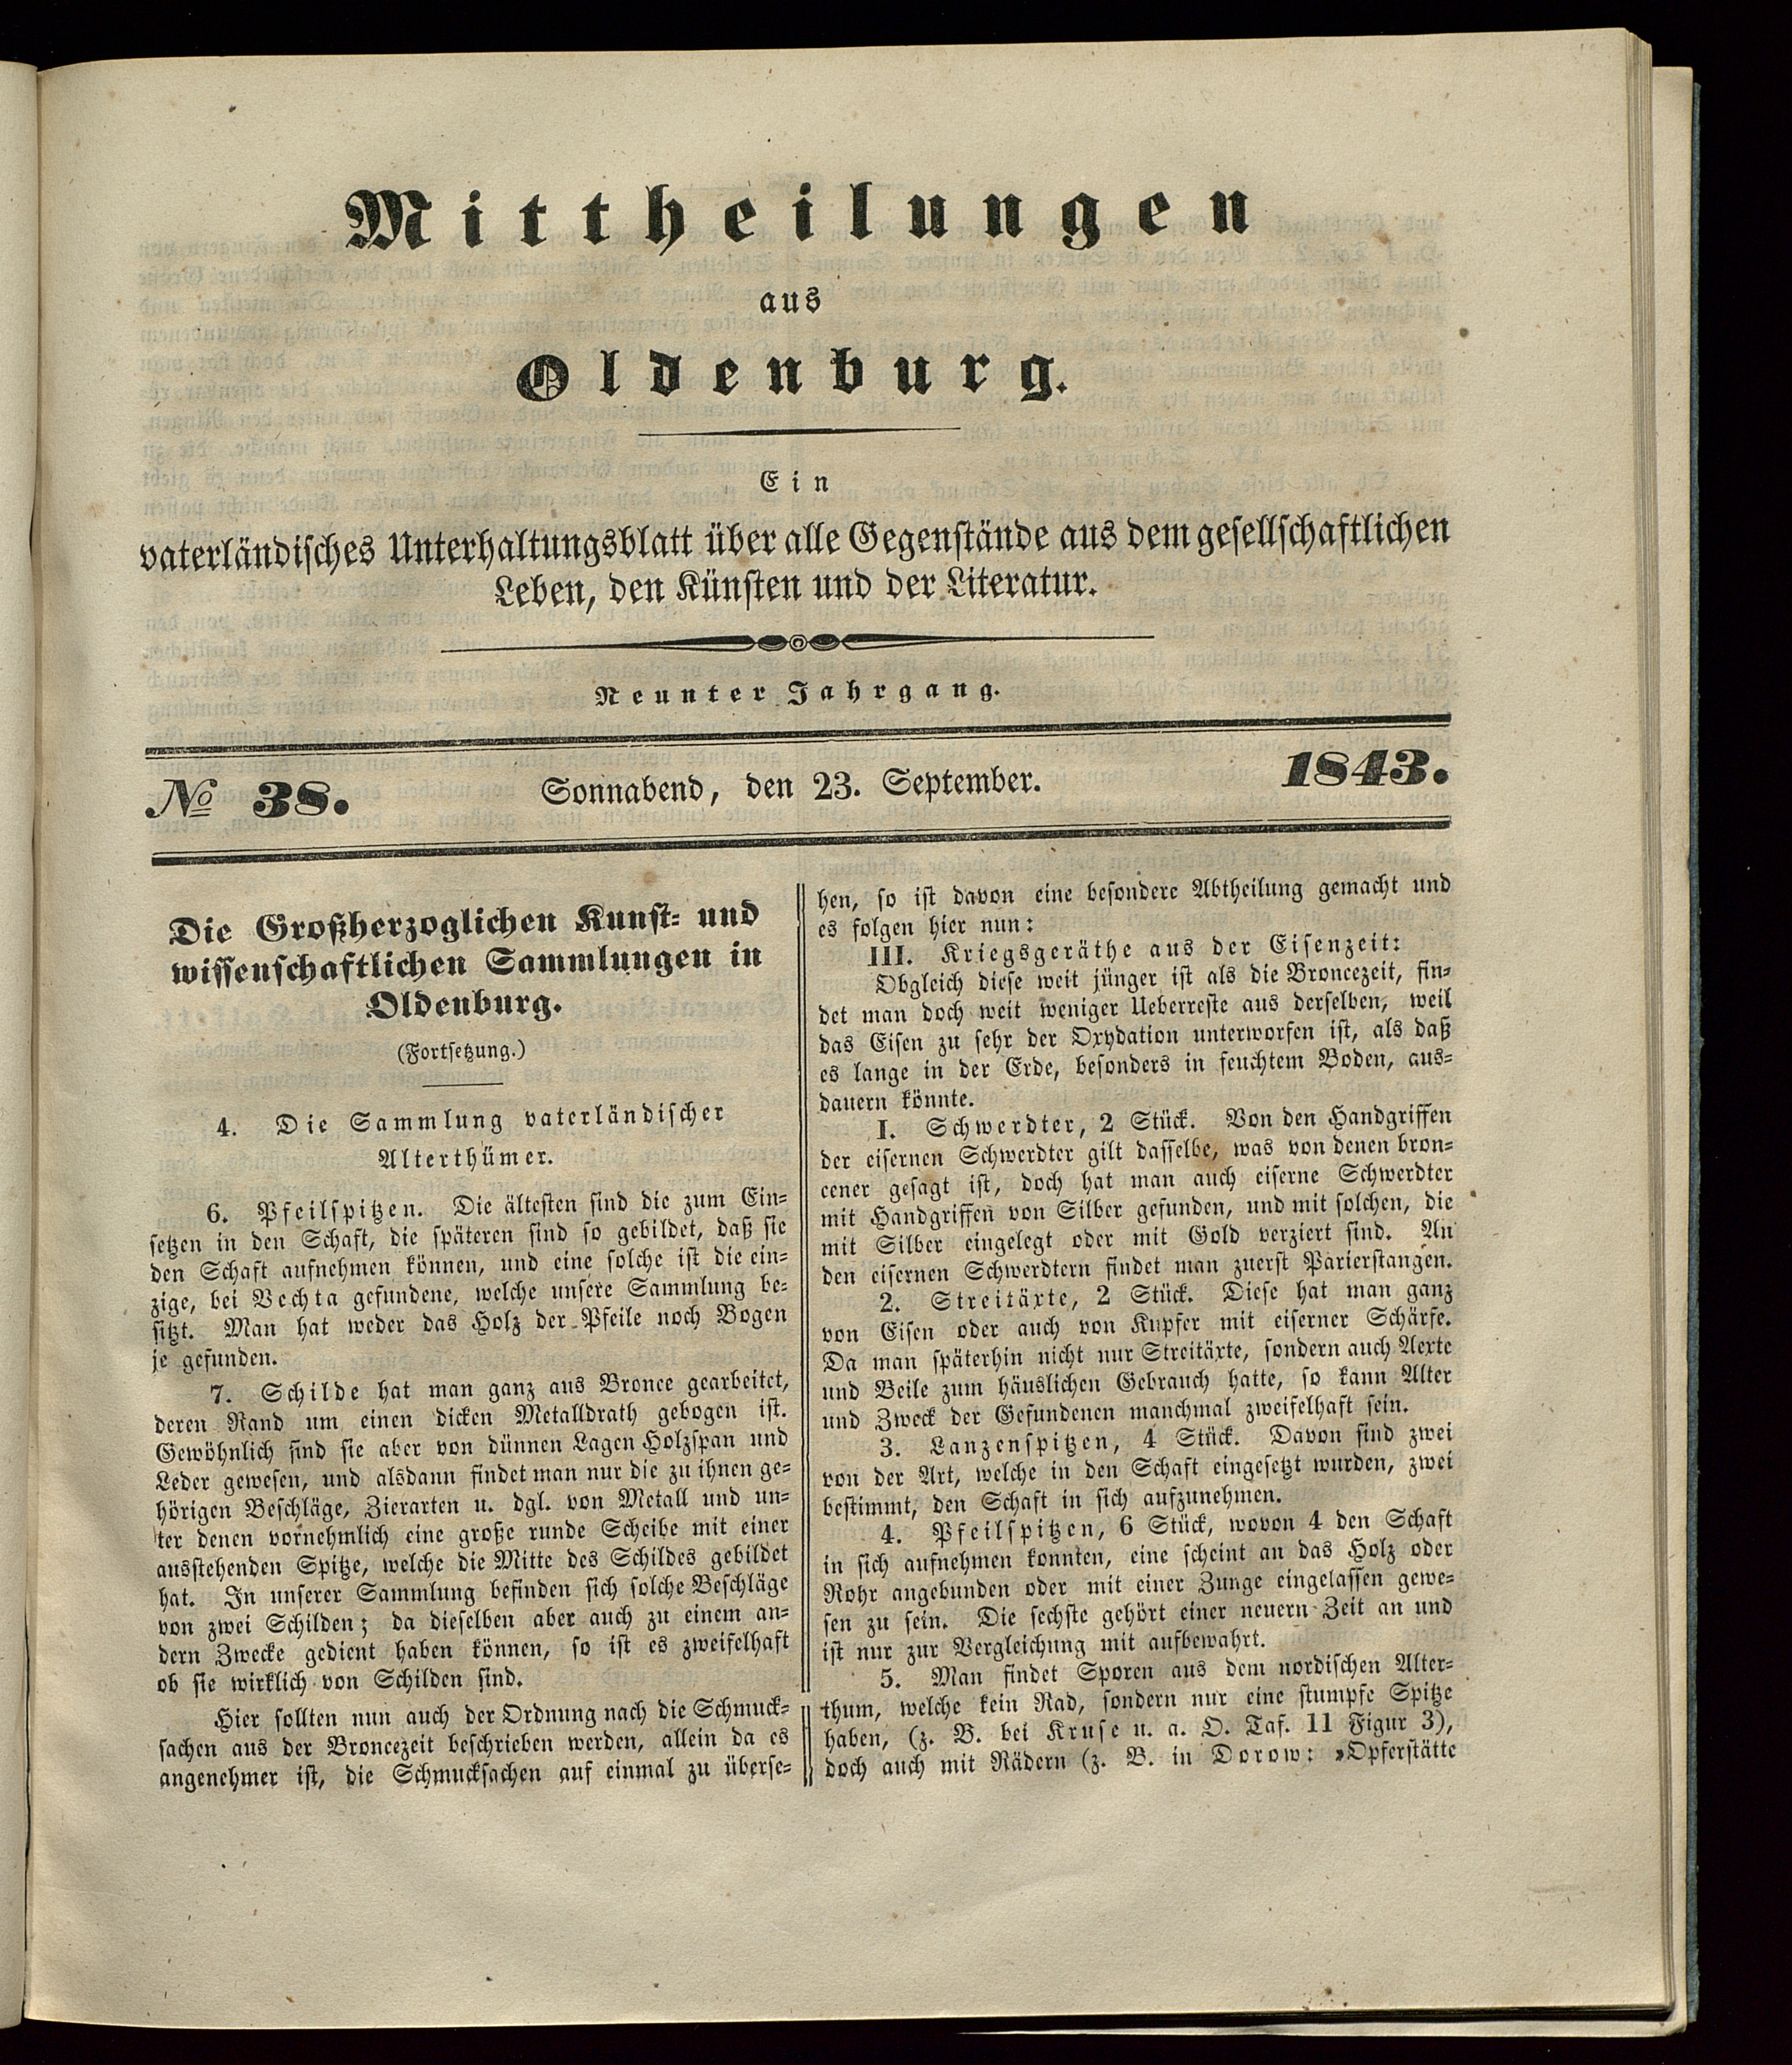 Mittheilungen
aus
Oldenburg.
Ein
vaterländisches Unterhaltungsblatt über alle Gegenstände aus dem gesellschaftlichen
Leben, den Künsten und der Literatur.
Neunter Jahrgang.
№ 38. Sonnabend, den 23. September. 1843.
Die Großherzoglichen Kunst- und
wissenschaftlichen Sammlungen in
Oldenburg.
(Fortsetzung.)
4. Die Sammlung vaterländischer
Alterthümer.
6. Pfeilspitzen. Die ältesten sind die zum Ein-
setzen in den Schaft, die späteren sind so gebildet, daß sie
den Schaft aufnehmen können, und eine solche ist die ein-
zige, bei Vechta gefundene, welche unsere Sammlung be-
sitzt. Man hat weder das Holz der Pfeile noch Bogen
je gefunden.
7. Schilde hat man ganz aus Bronce gearbeitet,
deren Rand um einen dicken Metalldrath gebogen ist.
Gewöhnlich sind sie aber von dünnen Lagen Holzspan und
Leder gewesen, und alsdann findet man nur die zu ihnen ge-
hörigen Beschläge, Zierarten u. dgl. von Metall und un-
ter denen vornehmlich eine große runde Scheibe mit einer
ausstehenden Spitze, welche die Mitte des Schildes gebildet
hat. In unserer Sammlung befinden sich solche Beschläge
von zwei Schilden; da dieselben aber auch zu einem an-
dern Zwecke gedient haben können, so ist es zweifelhaft
ob sie wirklich von Schilden sind.
Hier sollten nun auch der Ordnung nach die Schmuck-
sachen aus der Broncezeit beschrieben werden, allein da es
angenehmer ist, die Schmucksachen auf einmal zu überse-
hen, so ist davon eine besondere Abtheilung gemacht und
es folgen hier nun:
III. Kriegsgeräthe aus der Eisenzeit:
Obgleich diese weit jünger ist als die Broncezeit, fin-
det man doch weit weniger Ueberreste aus derselben, weil
das Eisen zu sehr der Oxydation unterworfen ist, als daß
es lange in der Erde, besonders in feuchtem Boden, aus-
dauern könnte.
I. Schwerdter, 2 Stück. Von den Handgriffen
der eisernen Schwerdter gilt dasselbe, was von denen bron-
cener gesagt ist, doch hat man auch eiserne Schwerdter
mit Handgriffen von Silber gefunden, und mit solchen, die
mit Silber eingelegt oder mit Gold verziert sind. An
den eisernen Schwerdtern findet man zuerst Parierstangen.
2. Streitäxte, 2 Stück. Diese hat man ganz
von Eisen oder auch von Kupfer mit eiserner Schärfe.
Da man späterhin nicht nur Streitäxte, sondern auch Aexte
und Beile zum häuslichen Gebrauch hatte, so kann Alter
und Zweck der Gefundenen manchmal zweifelhaft sein.
3. Lanzenspitzen, 4 Stück. Davon sind zwei
von der Art, welche in den Schaft eingesetzt wurden, zwei
bestimmt, den Schaft in sich aufzunehmen.
4. Pfeilspitzen, 6 Stück, wovon 4 den Schaft
in sich aufnehmen konnten, eine scheint an das Holz oder
Rohr angebunden oder mit einer Zunge eingelassen gewe-
sen zu sein. Die sechste gehört einer neuern Zeit an und
ist nur zur Vergleichung mit aufbewahrt.
5. Man findet Sporen aus dem nordischen Alter-
thum, welche kein Rad, sondern nur eine stumpfe Spitze
haben, (z. B. bei Kruse u. a. O. Taf. 11 Figur 3),
doch auch mit Rädern (z. B. in Dorow: »Opferstätte